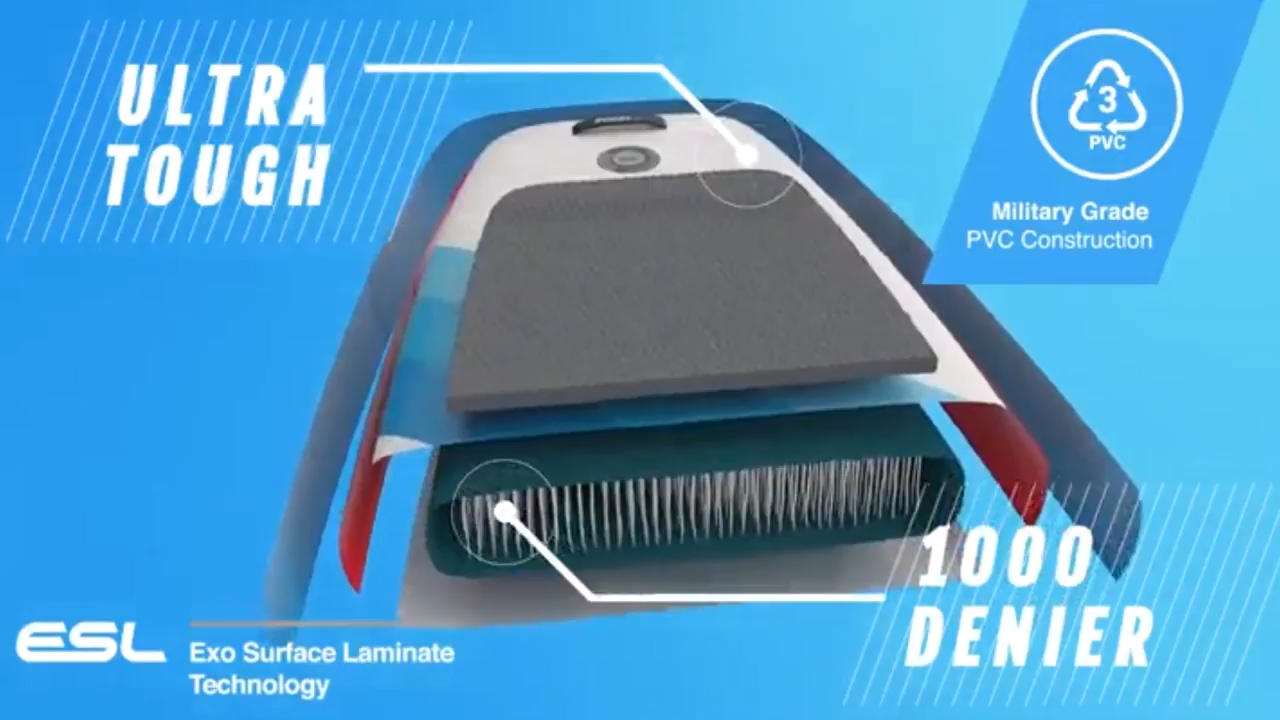 ULTRA
TOUGH
3
PVC
Military Grade
PVC Construction
1000
DENIER
ESL
Exo Surface Laminate
Technology